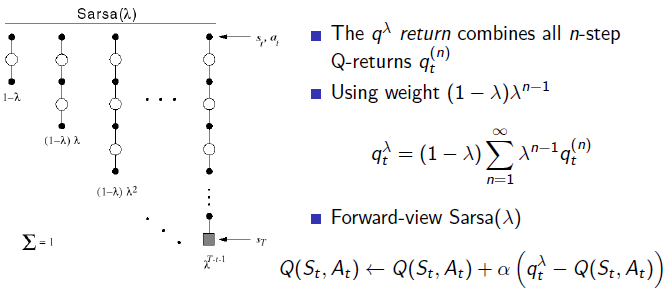 Sarsa(λ)
s_t, a_t
1−λ
(1−λ) λ
(1−λ) λ²
Σ = 1
s_T
λ^{T-t-1}
The q^λ return combines all n-step
Q-returns q_t^{(n)}
Using weight (1 − λ)λ^{n−1}
q_t^λ = (1 − λ) ∑_{n=1}^{∞} λ^{n−1} q_t^{(n)}
Forward-view Sarsa(λ)
Q(S_t, A_t) ← Q(S_t, A_t) + α (q_t^λ − Q(S_t, A_t))